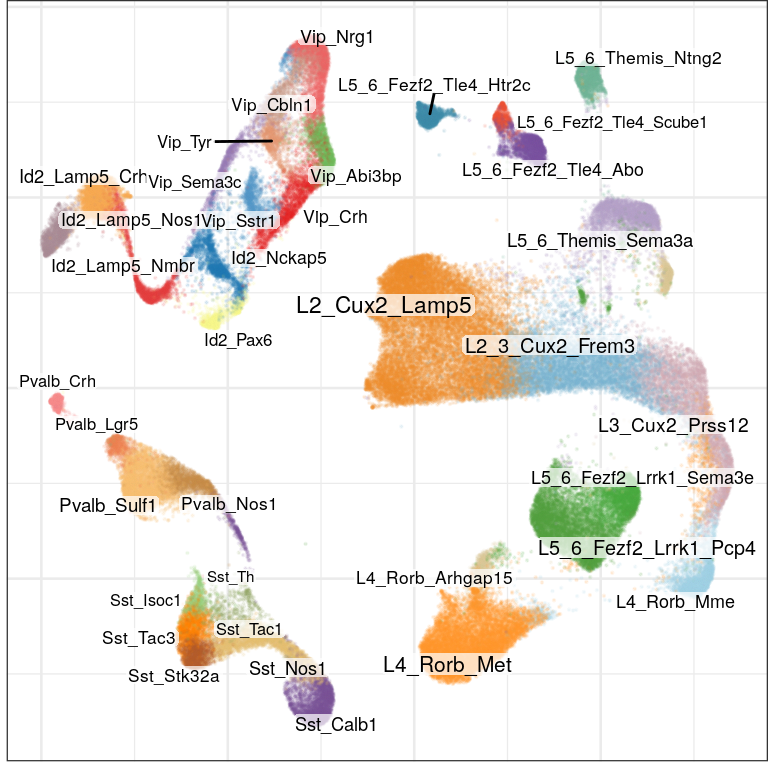 Vip_Nrg1
L5_6_Themis_Ntng2
L5_6_Fezf2_Tle4_Htr2c
Vip_Cbln1
L5_6_Fezf2_Tle4_Scube1
Vip_Tyr
L5_6_Fezf2_Tle4_Abo
Id2_Lamp5_Crh
Vip_Sema3c
Vip_Abi3bp
Id2_Lamp5_Nos1
Vip_Sstr1
Vip_Crh
L5_6_Themis_Sema3a
Id2_Nckap5
Id2_Lamp5_Nmbr
L2_Cux2_Lamp5
Id2_Pax6
L2_3_Cux2_Frem3
Pvalb_Crh
Pvalb_Lgr5
L3_Cux2_Prss12
L5_6_Fezf2_Lrrk1_Sema3e
Pvalb_Sulf1
Pvalb_Nos1
L5_6_Fezf2_Lrrk1_Pcp4
Sst_Th
L4_Rorb_Arhgap15
Sst_Isoc1
L4_Rorb_Mme
Sst_Tac1
Sst_Tac3
L4_Rorb_Met
Sst_Nos1
Sst_Stk32a
Sst_Calb1